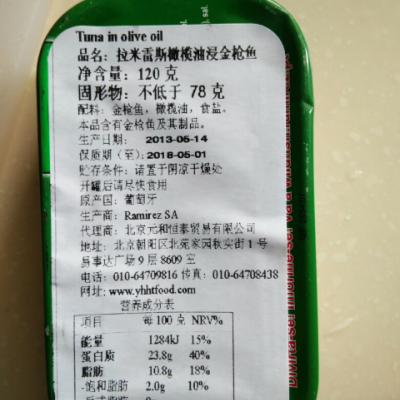 Tuna in olive oil
品名：拉米雷斯橄榄油浸金枪鱼
净含量：120 克
固形物：不低于 78 克
配料：金枪鱼，橄榄油，食盐。
本品含有金枪鱼及其制品。
生产日期： 2013-05-14
保质期（至）：2018-05-01
贮存条件：请置于阴凉干燥处
开罐后请尽快食用
原产国：葡萄牙
生产商：Ramirez SA
代理商：北京元和恒泰贸易有限公司
地址：北京朝阳区北苑家园秋实街 1 号
易事达广场 9 层 8609 室
电话：010-64709816 传真：010-64708438
网址：www.yhhtfood.com
营养成分表
项目 每 100 克 NRV%
能量 1284kJ 15%
蛋白质 23.8g 40%
脂肪 10.8g 18%
-饱和脂肪 2.0g 10%